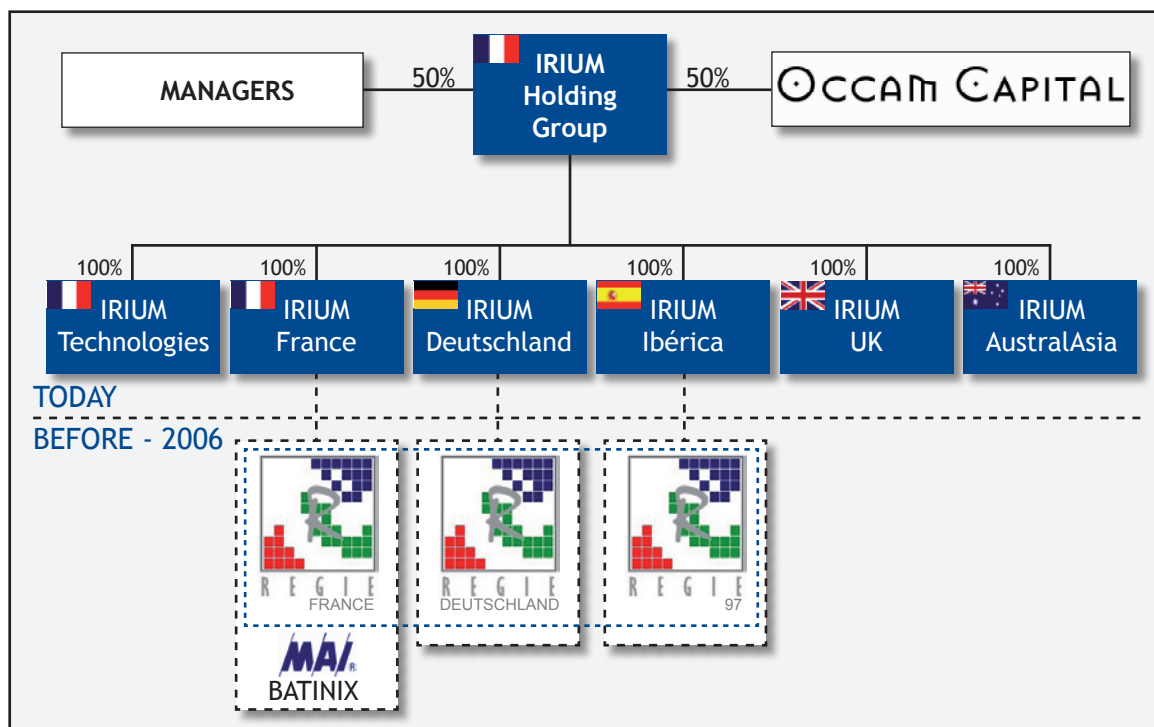 MANAGERS
50%
IRIUM
Holding
Group
50%
OCCAM CAPITAL
100%
100%
100%
100%
100%
100%
IRIUM
Technologies
IRIUM
France
IRIUM
Deutschland
IRIUM
Ibérica
IRIUM
UK
IRIUM
AustralAsia
TODAY
BEFORE - 2006
R
REGIE
FRANCE
R
REGIE
DEUTSCHLAND
R
REGIE
97
MAI®
BATINIX